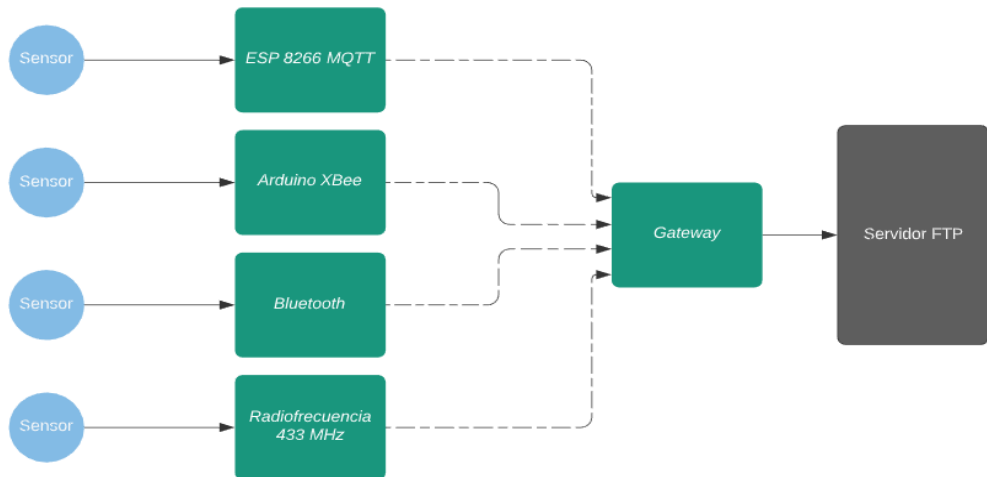 Sensor
ESP 8266 MQTT
Sensor
Arduino XBee
Gateway
Servidor FTP
Sensor
Bluetooth
Sensor
Radiofrecuencia
433 MHz